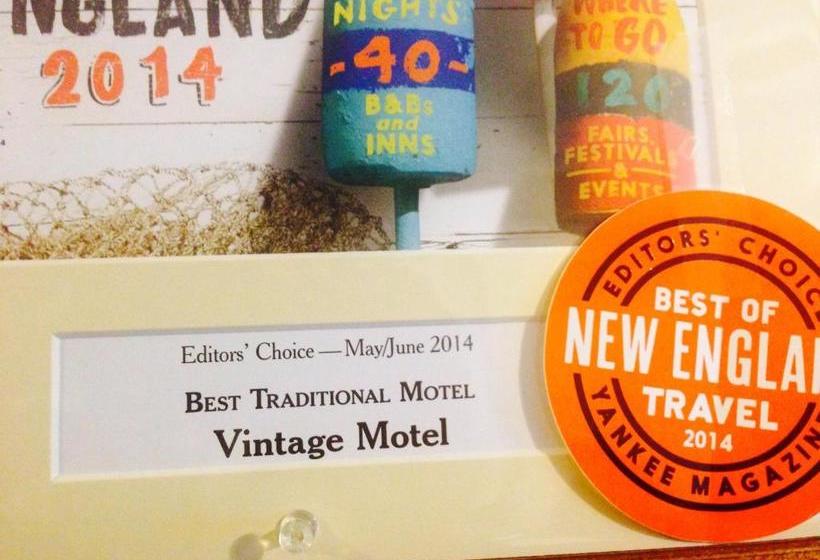 2014
NIGHTS
-40-
B&Bs
and
INNS
WHERE
TO GO
120
FAIRS
FESTIVALS
&
EVENTS
Editors' Choice — May/June 2014
BEST TRADITIONAL MOTEL
Vintage Motel
EDITORS' CHOICE
BEST OF
NEW ENGLAN
TRAVEL
2014
YANKEE MAGAZINE